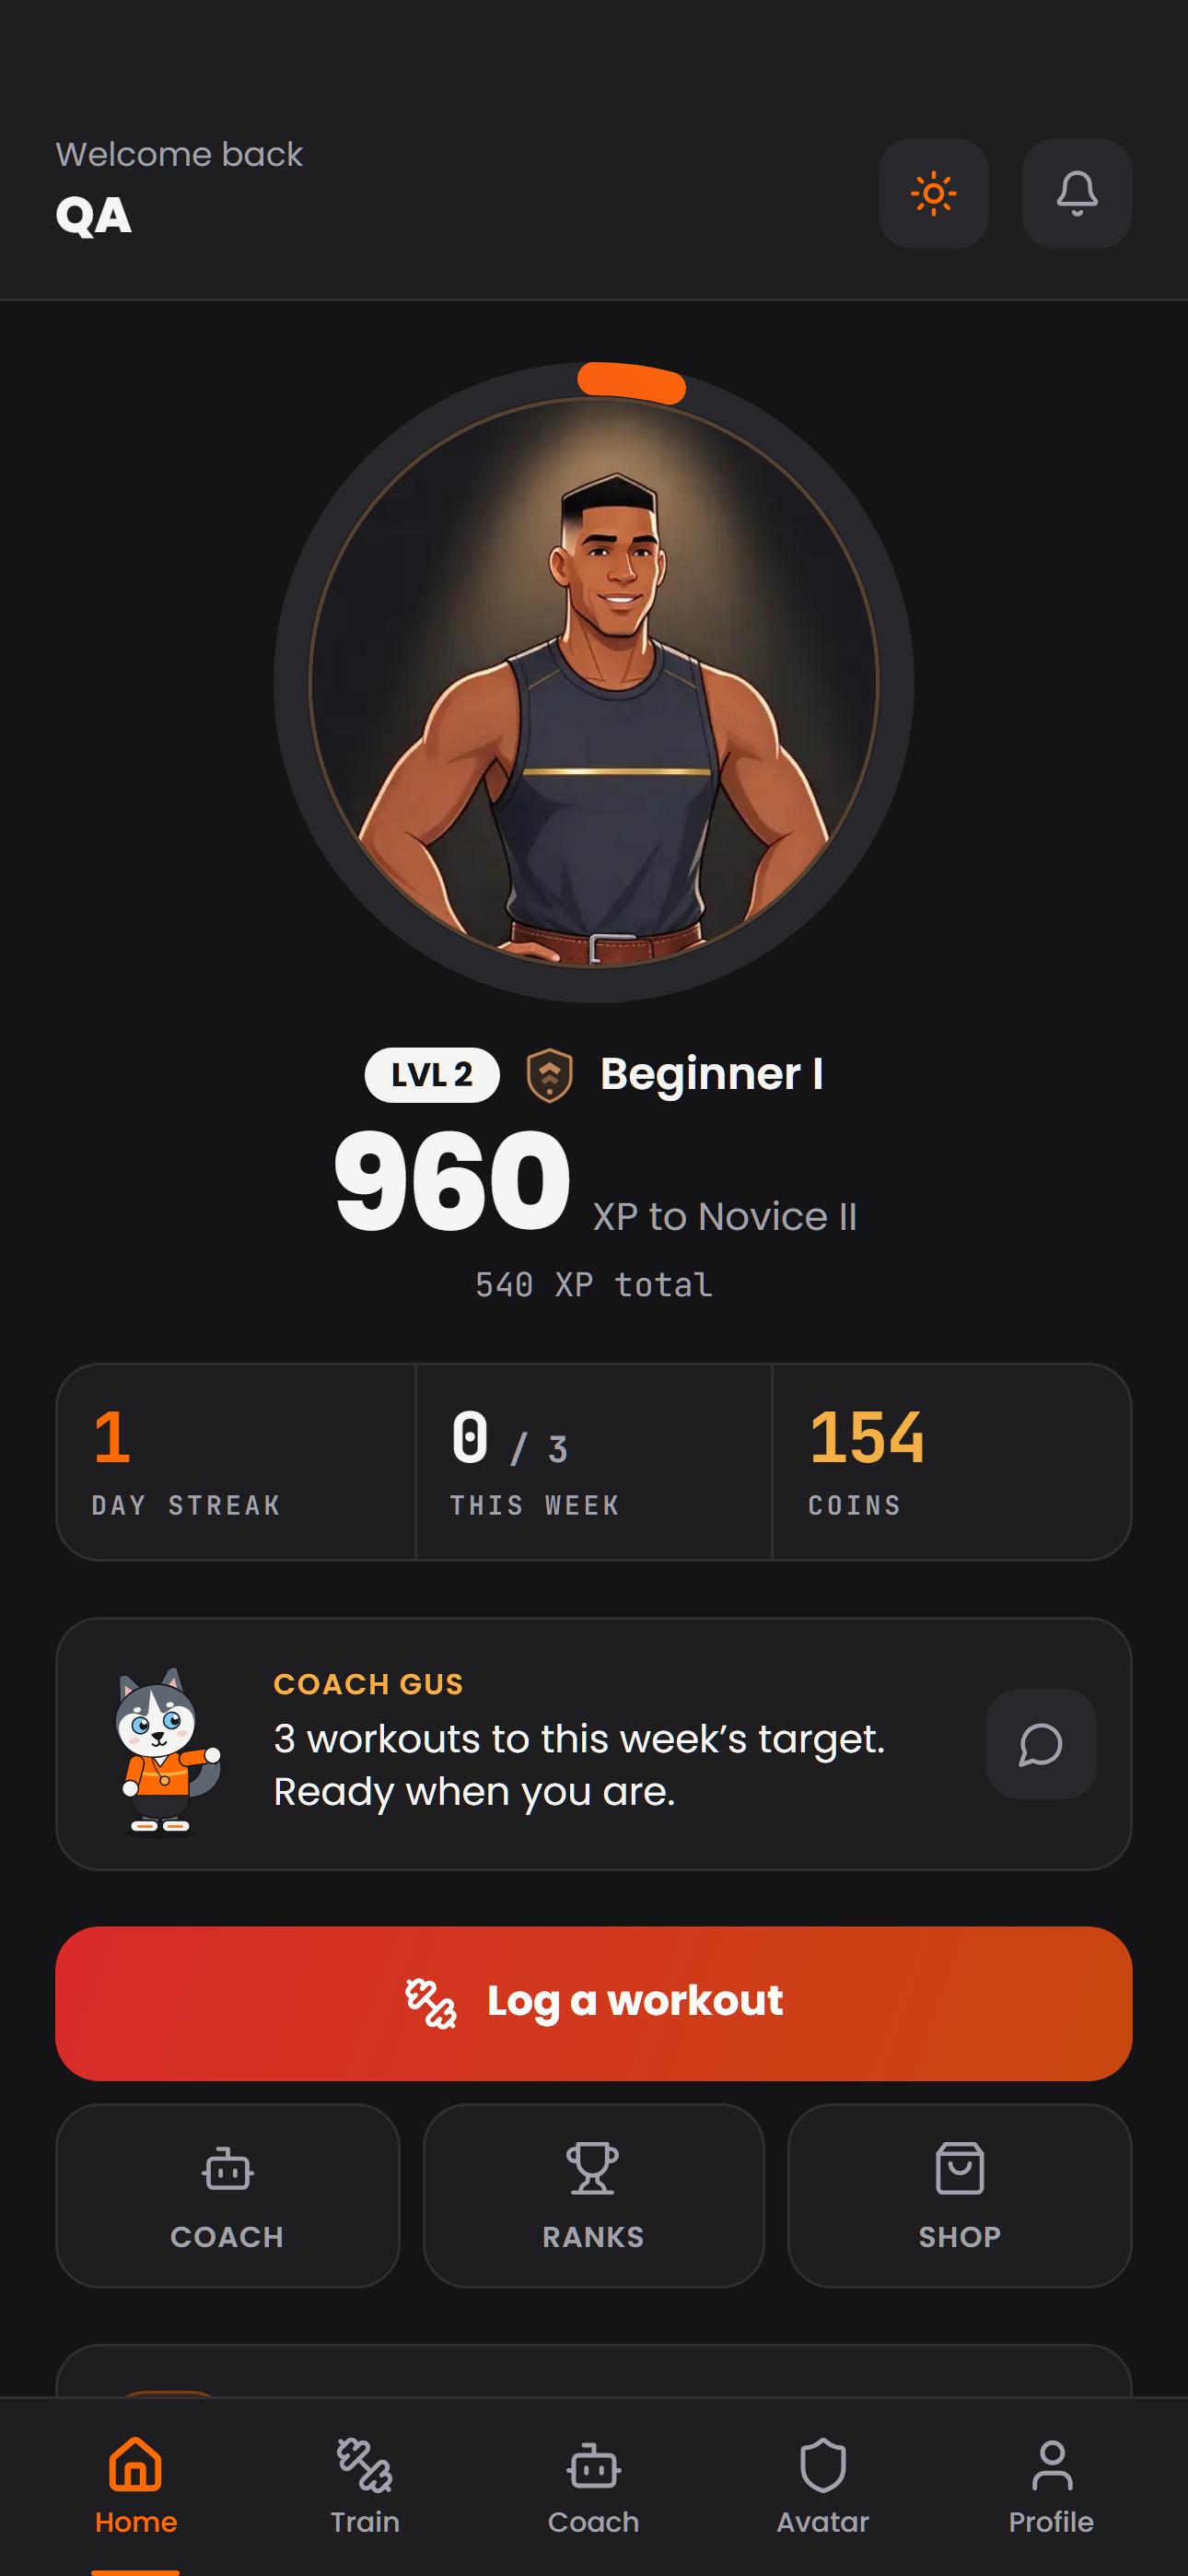 Welcome back
QA
LVL 2 Beginner I
960 XP to Novice II
540 XP total
1 0 / 3 154
DAY STREAK THIS WEEK COINS
COACH GUS
3 workouts to this week’s target.
Ready when you are.
Log a workout
COACH RANKS SHOP
Home Train Coach Avatar Profile